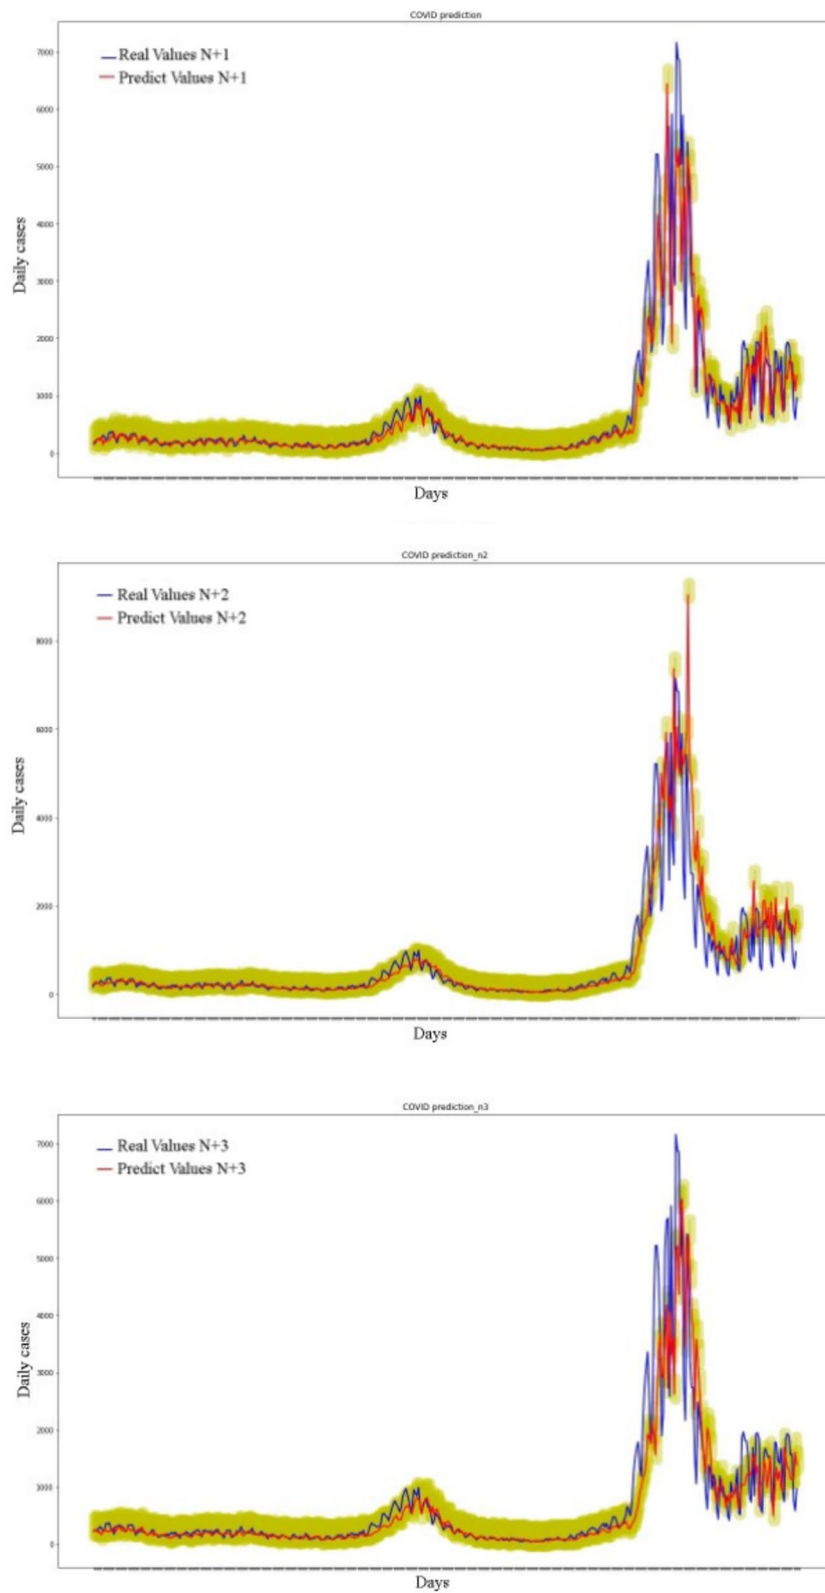 COVID prediction
Real Values N+1
Predict Values N+1
7000
6000
5000
4000
3000
2000
1000
0
Daily cases
Days
COVID prediction_n2
Real Values N+2
Predict Values N+2
8000
6000
4000
2000
0
Daily cases
Days
COVID prediction_n3
Real Values N+3
Predict Values N+3
7000
6000
5000
4000
3000
2000
1000
0
Daily cases
Days